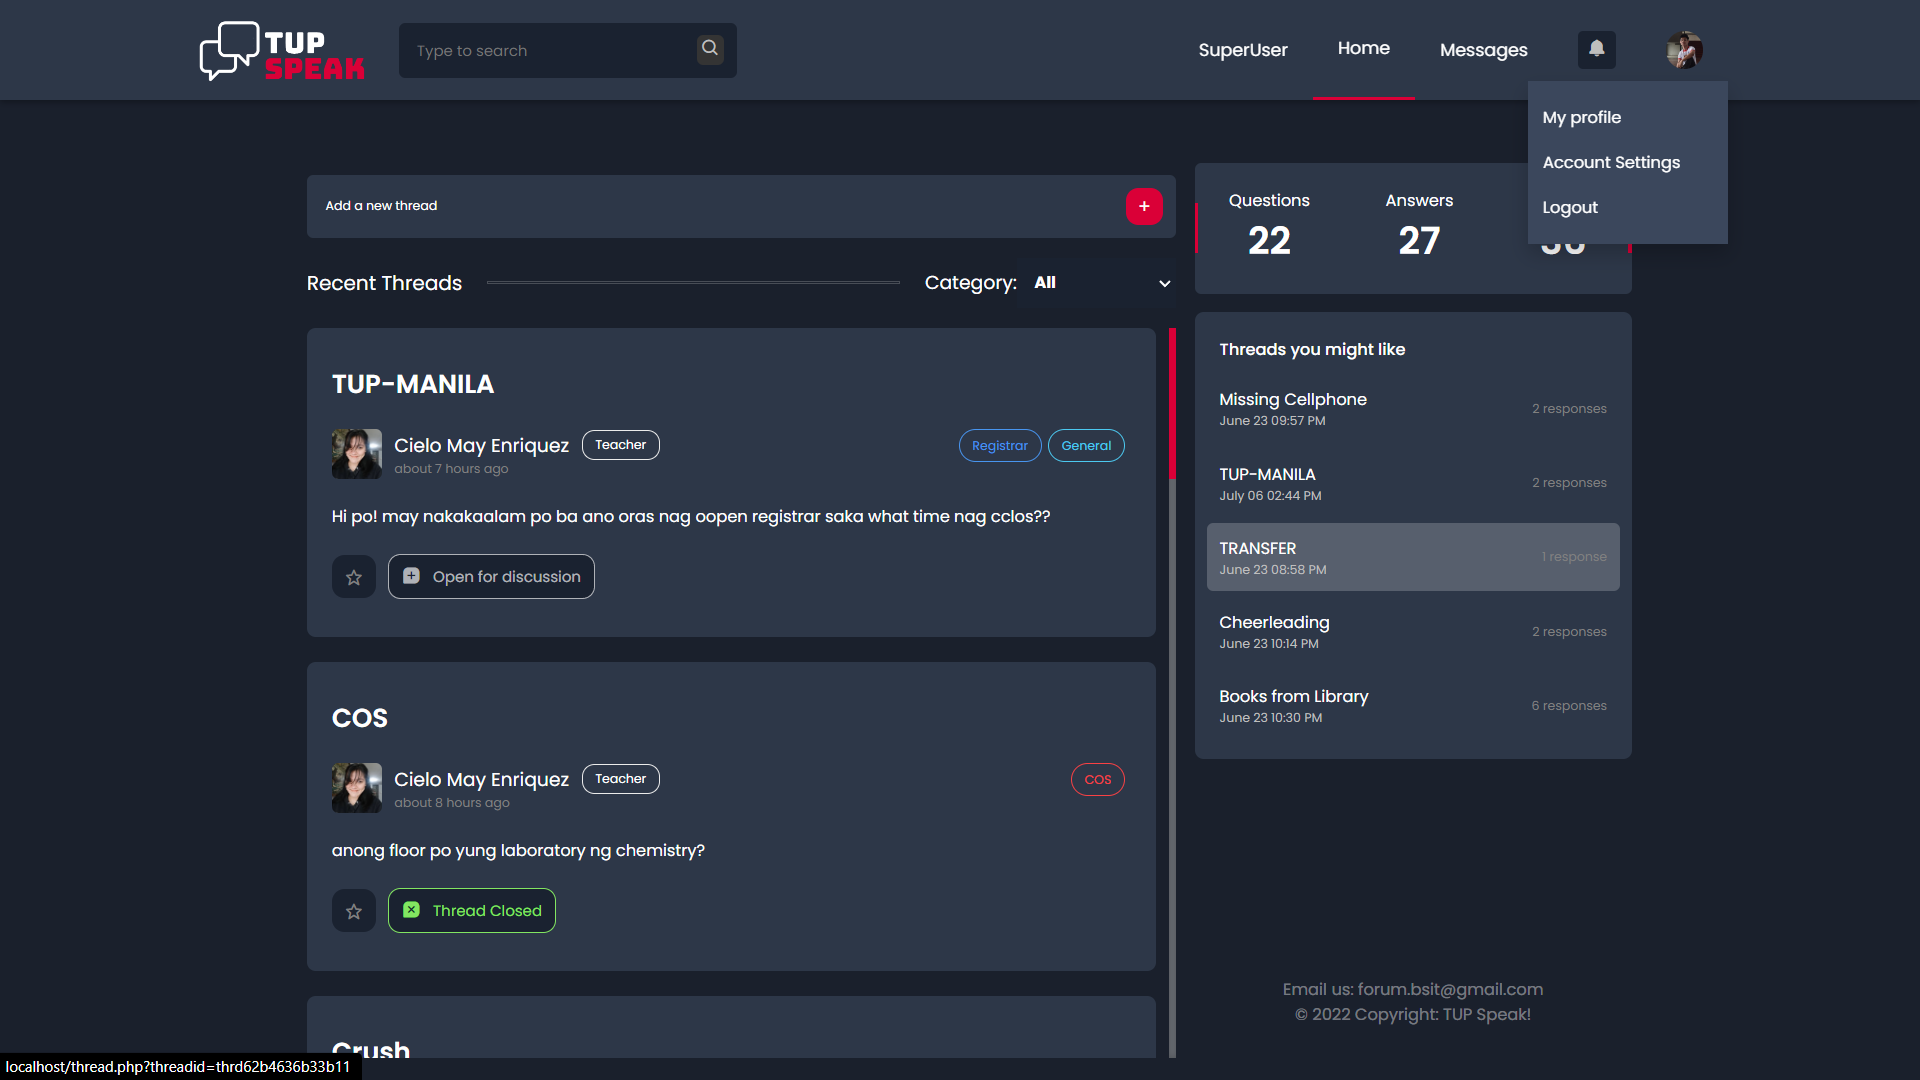 TUP
SPEAK
Type to search
SuperUser
Home
Messages
My profile
Account Settings
Logout
Add a new thread
+
Questions
22
Answers
27
Recent Threads
Category: All
TUP-MANILA
Cielo May Enriquez
Teacher
about 7 hours ago
Registrar
General
Hi po! may nakakaalam po ba ano oras nag oopen registrar saka what time nag cclos??
Open for discussion
COS
Cielo May Enriquez
Teacher
about 8 hours ago
COS
anong floor po yung laboratory ng chemistry?
Thread Closed
Crush
Threads you might like
Missing Cellphone
June 23 09:57 PM
2 responses
TUP-MANILA
July 06 02:44 PM
2 responses
TRANSFER
June 23 08:58 PM
1 response
Cheerleading
June 23 10:14 PM
2 responses
Books from Library
June 23 10:30 PM
6 responses
Email us: forum.bsit@gmail.com
© 2022 Copyright: TUP Speak!
localhost/thread.php?threadid=thrd62b4636b33b11